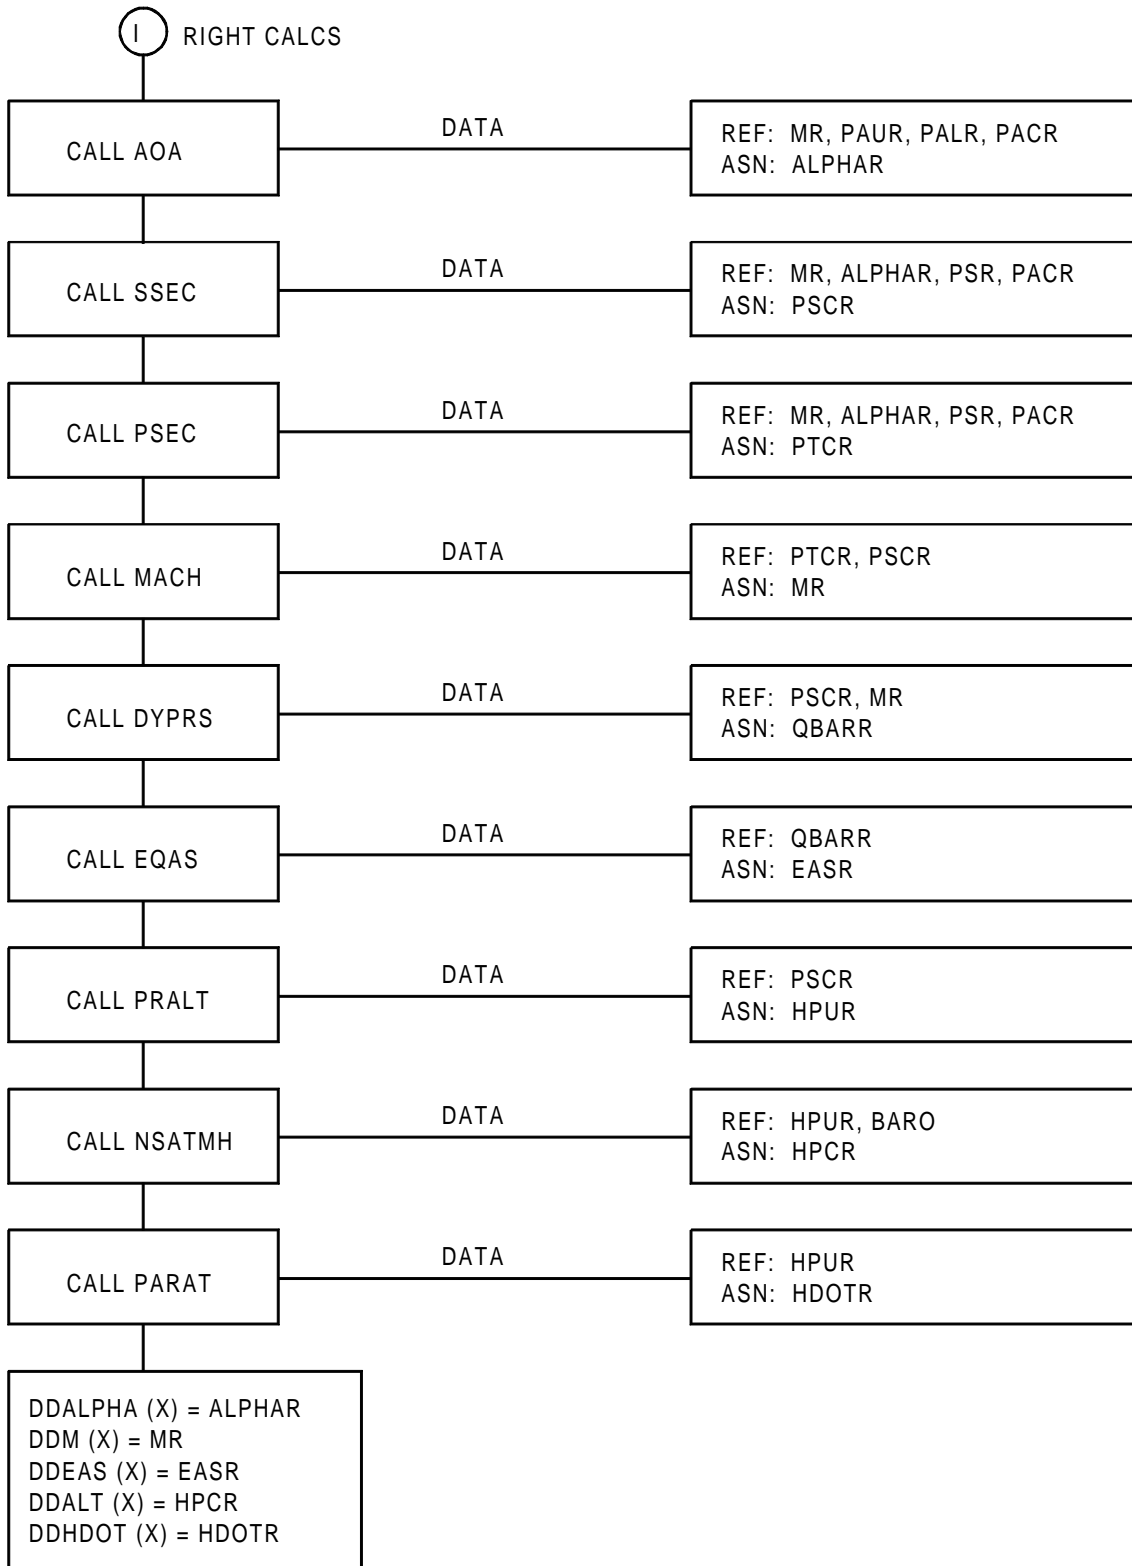 I RIGHT CALCS
CALL AOA
DATA
REF: MR, PAUR, PALR, PACR
ASN: ALPHAR
CALL SSEC
DATA
REF: MR, ALPHAR, PSR, PACR
ASN: PSCR
CALL PSEC
DATA
REF: MR, ALPHAR, PSR, PACR
ASN: PTCR
CALL MACH
DATA
REF: PTCR, PSCR
ASN: MR
CALL DYPRS
DATA
REF: PSCR, MR
ASN: QBARR
CALL EQAS
DATA
REF: QBARR
ASN: EASR
CALL PRALT
DATA
REF: PSCR
ASN: HPUR
CALL NSATMH
DATA
REF: HPUR, BARO
ASN: HPCR
CALL PARAT
DATA
REF: HPUR
ASN: HDOTR
DDALPHA (X) = ALPHAR
DDM (X) = MR
DDEAS (X) = EASR
DDALT (X) = HPCR
DDHDOT (X) = HDOTR